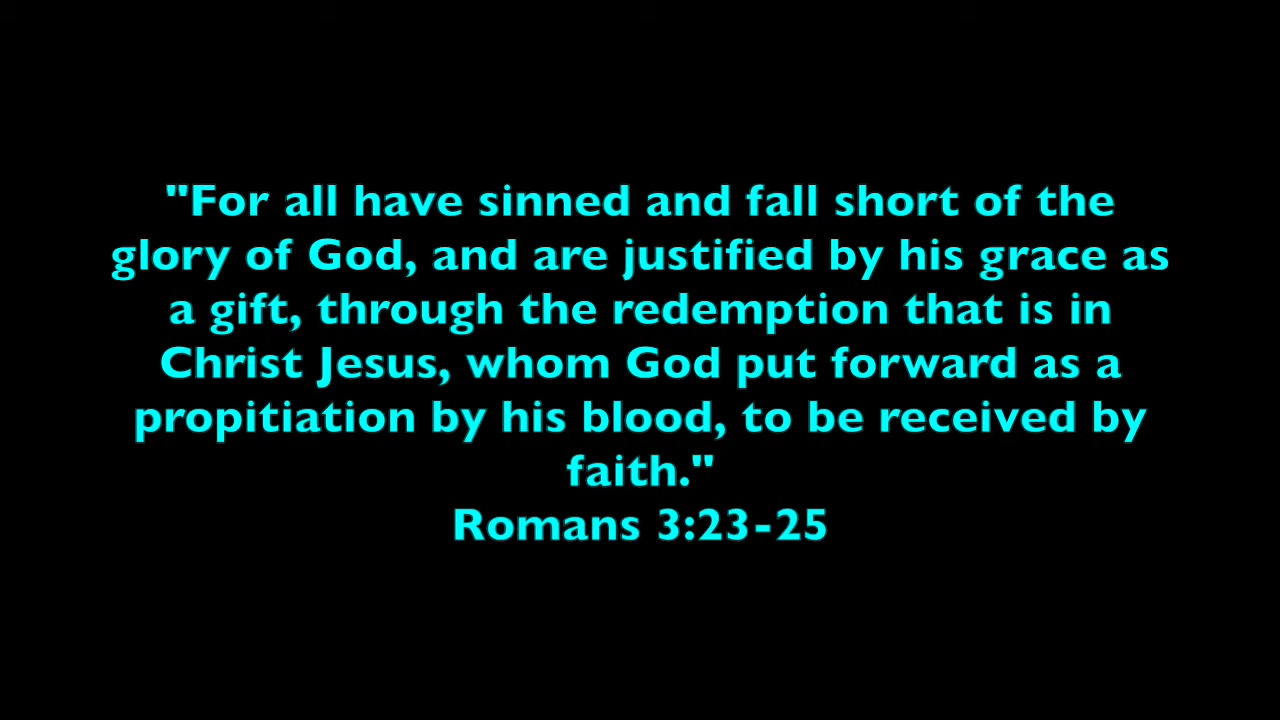 "For all have sinned and fall short of the
glory of God, and are justified by his grace as
a gift, through the redemption that is in
Christ Jesus, whom God put forward as a
propitiation by his blood, to be received by
faith."
Romans 3:23-25